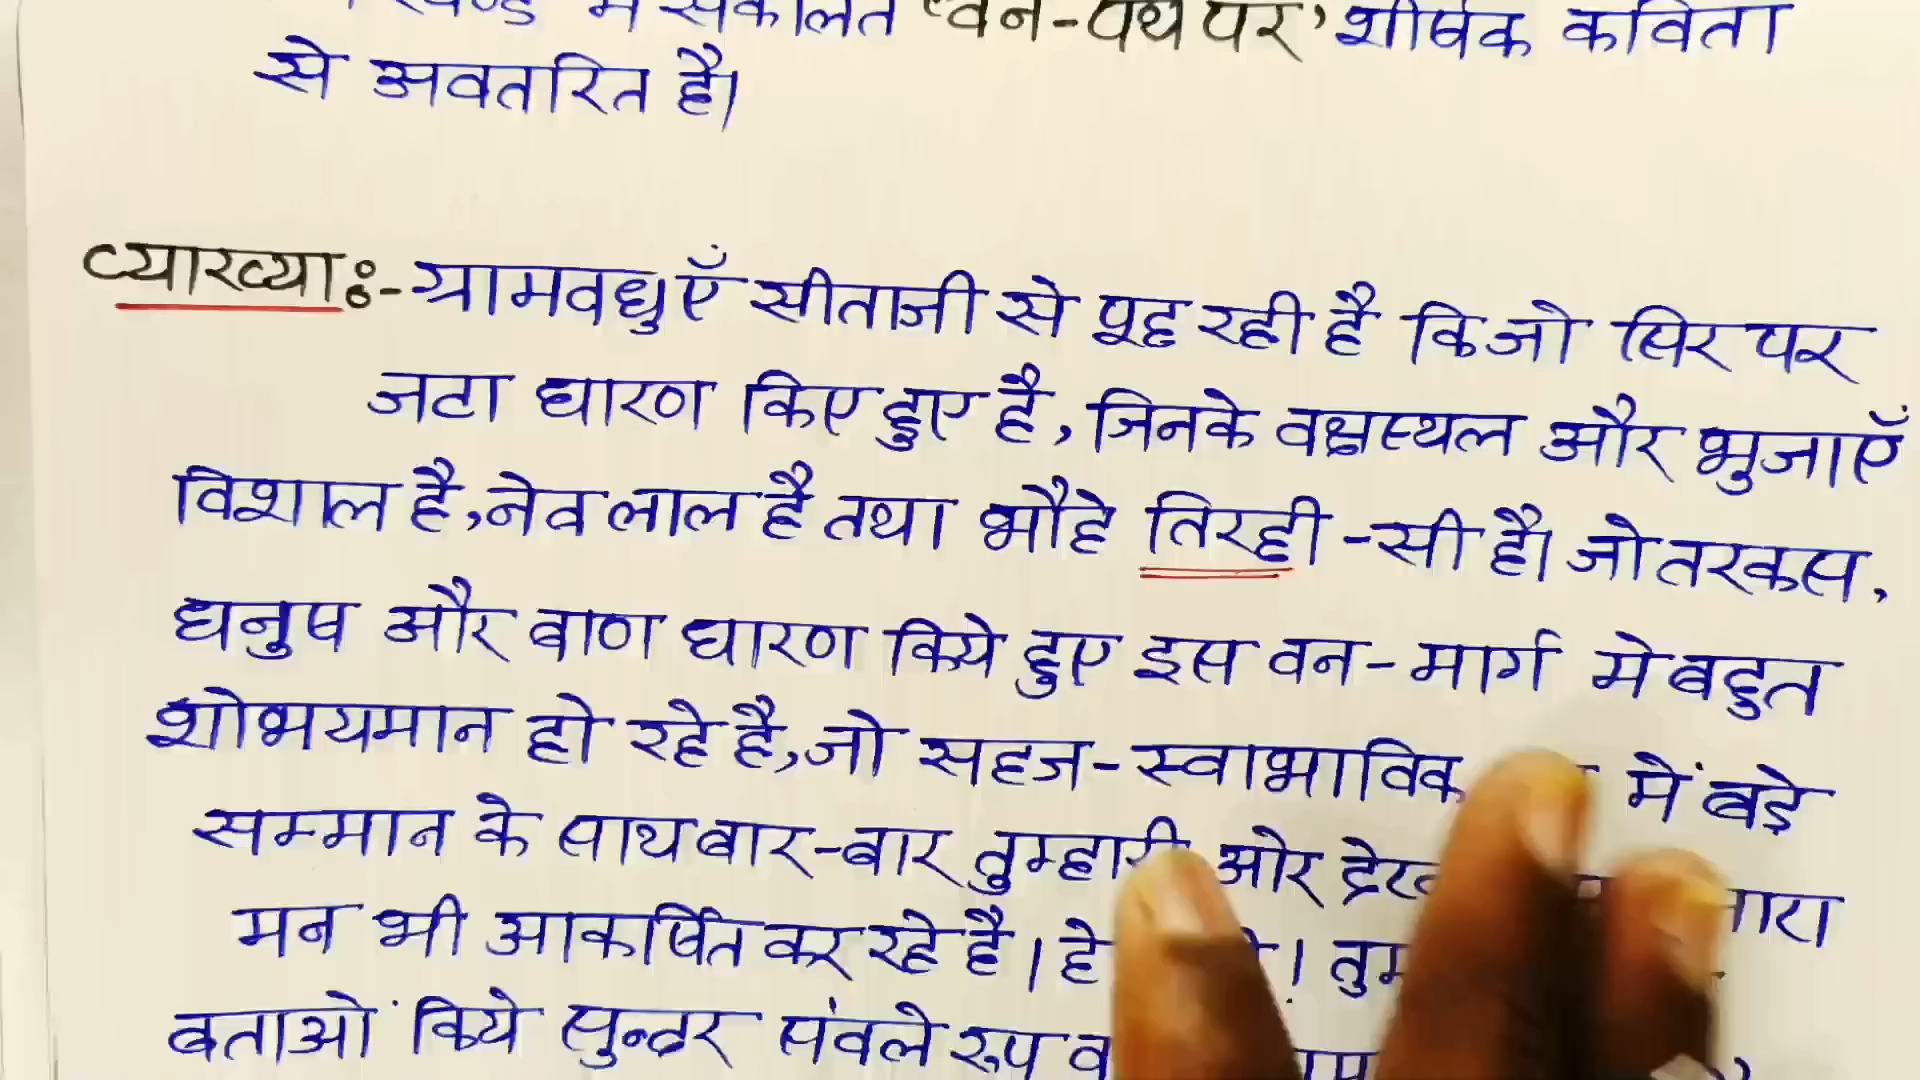 खण्ड में संकलित 'वन-पथ पर' शीर्षक कविता
से अवतरित है।
व्याख्याः- ग्रामवधुएँ सीताजी से पूछ रही है कि जो सिर पर
जटा धारण किए हुए है, जिनके वक्षस्थल और भुजाएँ
विशाल है, नेत्र लाल है तथा भौहे तिरछी -सी है। जो तरकस,
धनुष और बाण धारण किये हुए इस वन-मार्ग मे बहुत
शोभयमान हो रहे है, जो सहज-स्वाभाविक में बड़े
सम्मान के साथ बार-बार तुम्हारी ओर
मन भी आकर्षित कर रहे है। हे
बताओं कि ये सुन्दर संवले रूप